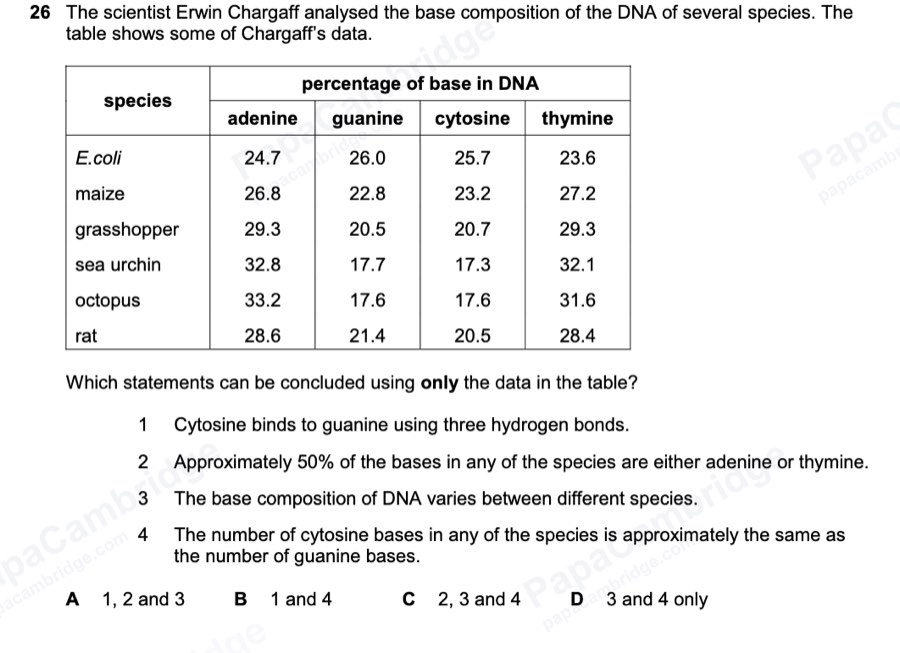 26 The scientist Erwin Chargaff analysed the base composition of the DNA of several species. The
table shows some of Chargaff's data.
species percentage of base in DNA
adenine guanine cytosine thymine
E.coli 24.7 26.0 25.7 23.6
maize 26.8 22.8 23.2 27.2
grasshopper 29.3 20.5 20.7 29.3
sea urchin 32.8 17.7 17.3 32.1
octopus 33.2 17.6 17.6 31.6
rat 28.6 21.4 20.5 28.4
Which statements can be concluded using only the data in the table?
1 Cytosine binds to guanine using three hydrogen bonds.
2 Approximately 50% of the bases in any of the species are either adenine or thymine.
3 The base composition of DNA varies between different species.
4 The number of cytosine bases in any of the species is approximately the same as
the number of guanine bases.
A 1, 2 and 3 B 1 and 4 C 2, 3 and 4 D 3 and 4 only
PapaCambridge